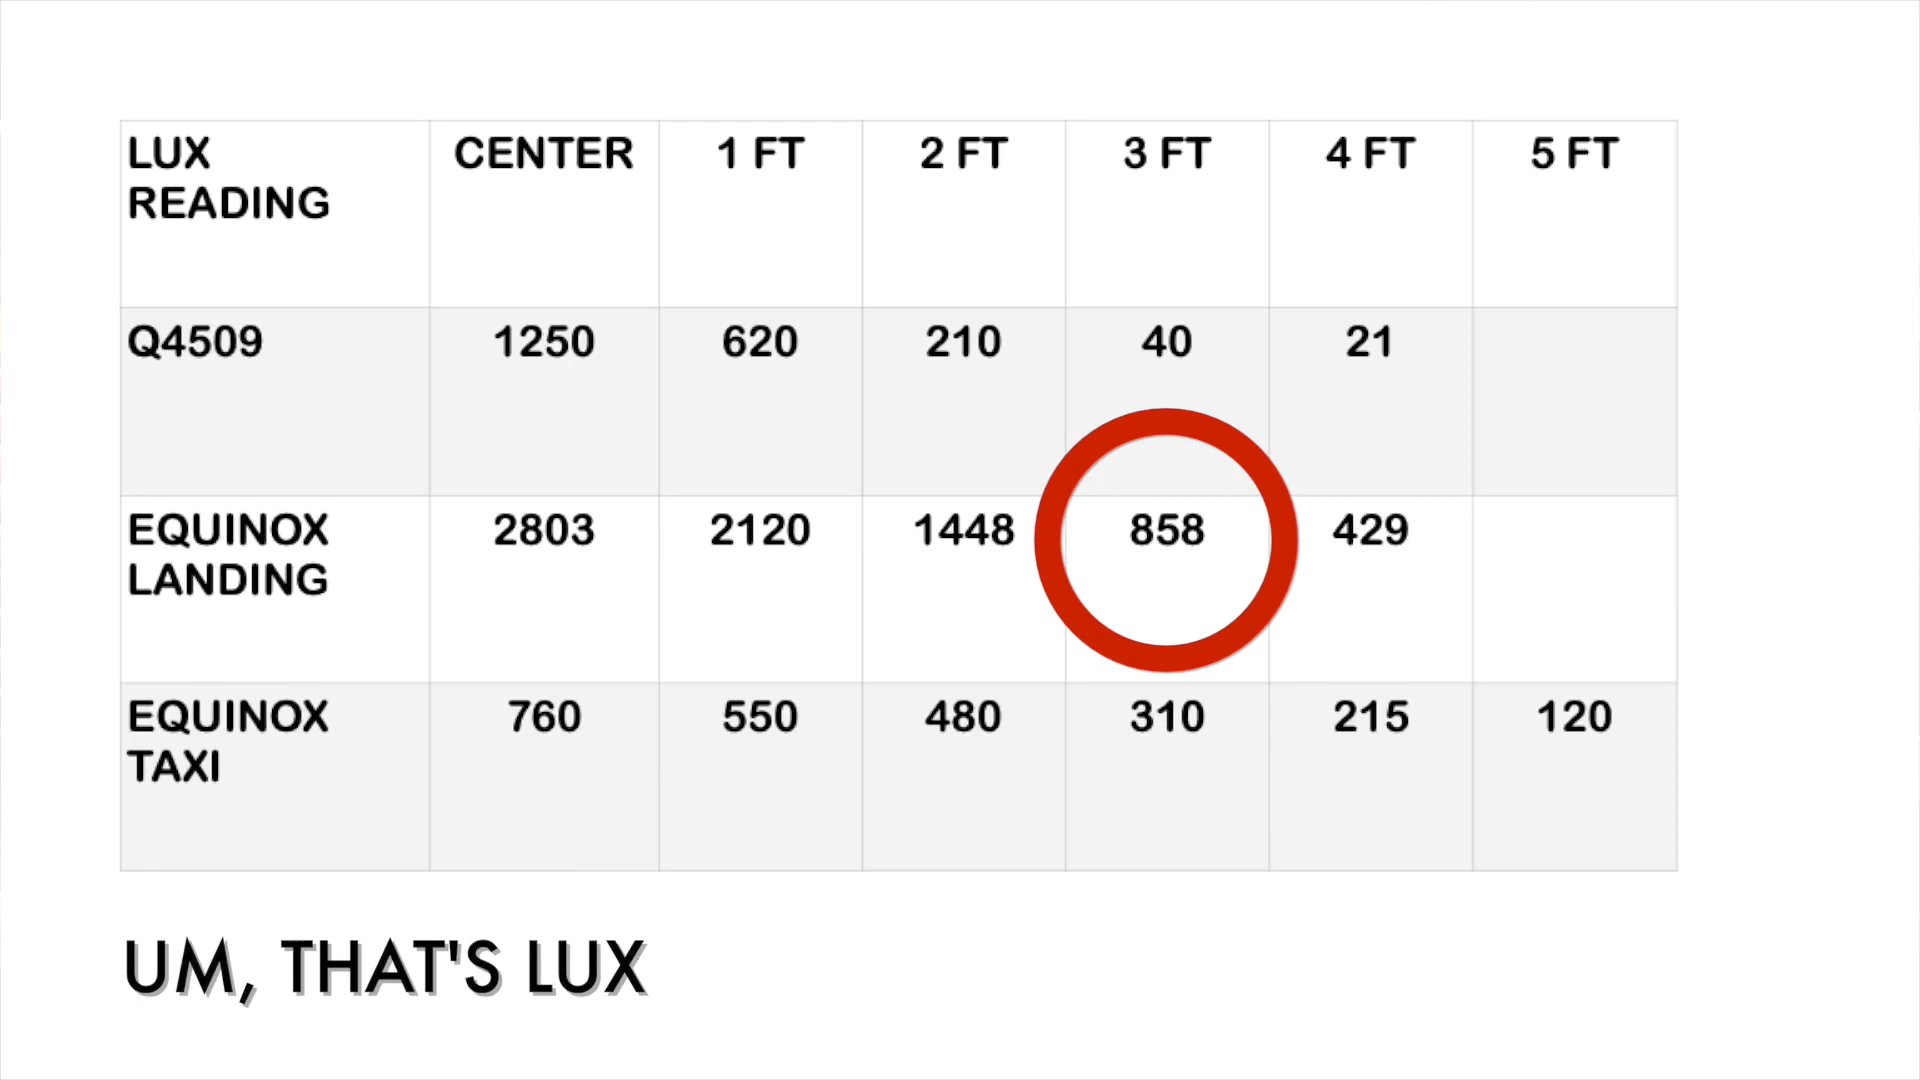 LUX READING CENTER 1 FT 2 FT 3 FT 4 FT 5 FT
Q4509 1250 620 210 40 21
EQUINOX LANDING 2803 2120 1448 858 429
EQUINOX TAXI 760 550 480 310 215 120
UM, THAT'S LUX